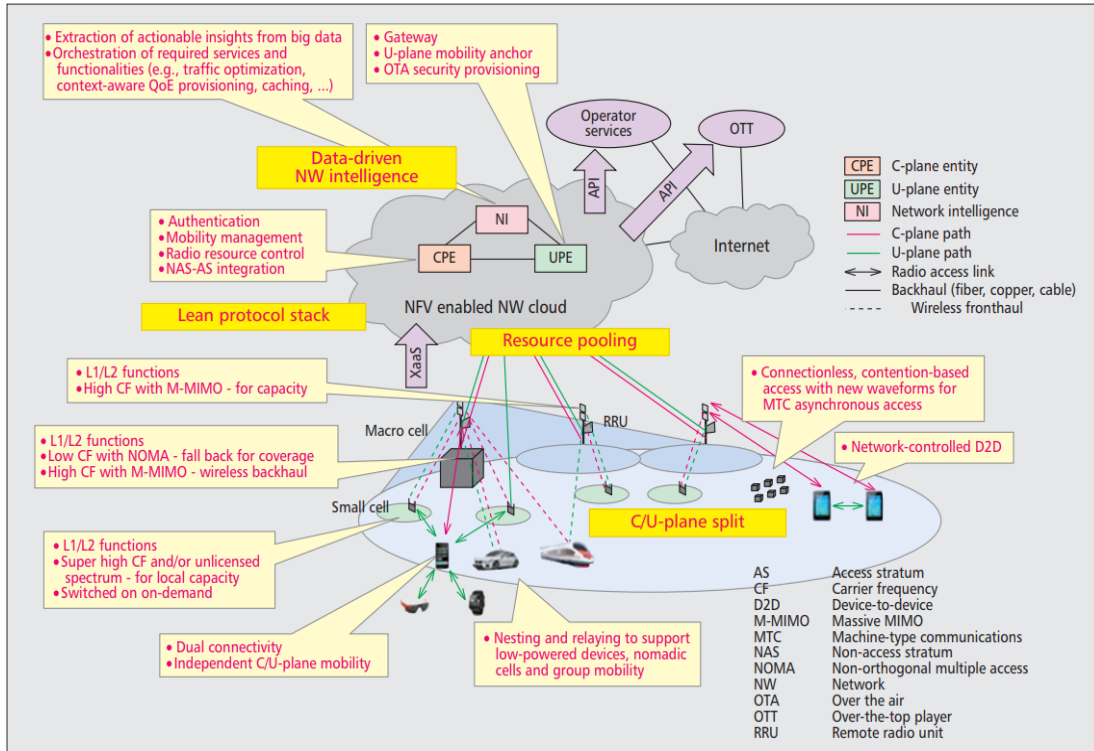 • Extraction of actionable insights from big data
• Orchestration of required services and
functionalities (e.g., traffic optimization,
context-aware QoE provisioning, caching, ...)
• Gateway
• U-plane mobility anchor
• OTA security provisioning
Operator
services
OTT
Data-driven
NW intelligence
API
API
CPE C-plane entity
UPE U-plane entity
NI Network intelligence
C-plane path
U-plane path
Radio access link
Backhaul (fiber, copper, cable)
Wireless fronthaul
• Authentication
• Mobility management
• Radio resource control
• NAS-AS integration
NI
CPE
UPE
Internet
NFV enabled NW cloud
Lean protocol stack
Resource pooling
XaaS
• L1/L2 functions
• High CF with M-MIMO - for capacity
• Connectionless, contention-based
access with new waveforms for
MTC asynchronous access
Macro cell
RRU
• L1/L2 functions
• Low CF with NOMA - fall back for coverage
• High CF with M-MIMO - wireless backhaul
• Network-controlled D2D
Small cell
C/U-plane split
• L1/L2 functions
• Super high CF and/or unlicensed
spectrum - for local capacity
• Switched on on-demand
• Dual connectivity
• Independent C/U-plane mobility
• Nesting and relaying to support
low-powered devices, nomadic
cells and group mobility
AS Access stratum
CF Carrier frequency
D2D Device-to-device
M-MIMO Massive MIMO
MTC Machine-type communications
NAS Non-access stratum
NOMA Non-orthogonal multiple access
NW Network
OTA Over the air
OTT Over-the-top player
RRU Remote radio unit